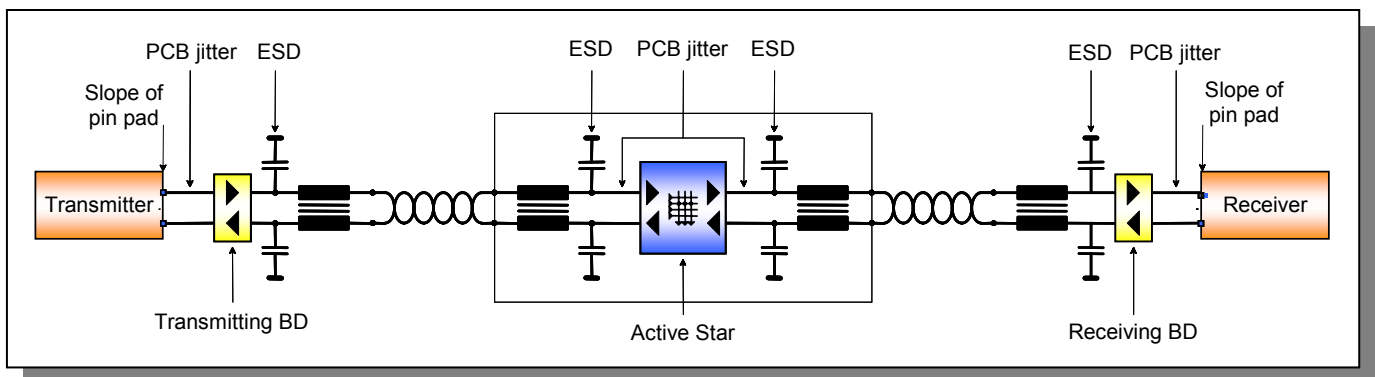 PCB jitter
ESD
ESD
PCB jitter
ESD
ESD
PCB jitter
Slope of
pin pad
Slope of
pin pad
Transmitter
Receiver
Transmitting BD
Active Star
Receiving BD